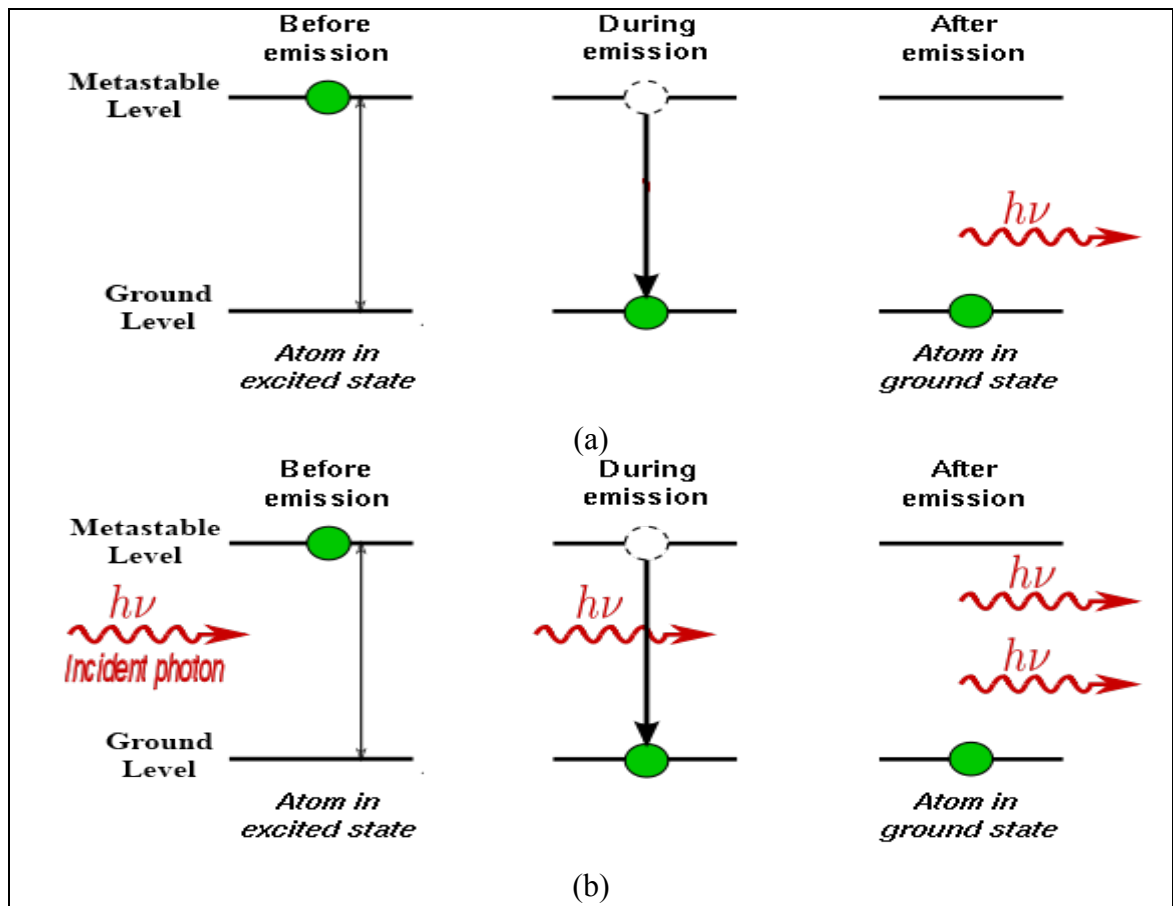 Before
emission
During
emission
After
emission
Metastable
Level
hν
Ground
Level
Atom in
excited state
Atom in
ground state
(a)
Before
emission
During
emission
After
emission
Metastable
Level
hν
hν
hν
hν
Incident photon
Ground
Level
Atom in
excited state
Atom in
ground state
(b)